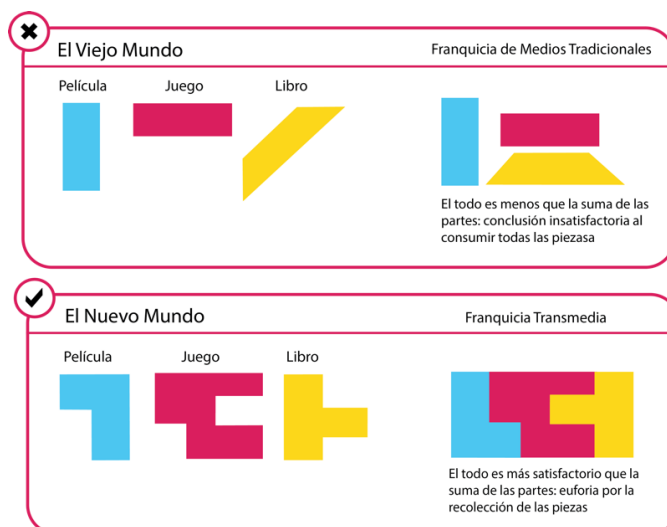 El Viejo Mundo
Franquicia de Medios Tradicionales
Película
Juego
Libro
El todo es menos que la suma de las
partes: conclusión insatisfactoria al
consumir todas las piezasa
El Nuevo Mundo
Franquicia Transmedia
Película
Juego
Libro
El todo es más satisfactorio que la
suma de las partes: euforia por la
recolección de las piezas